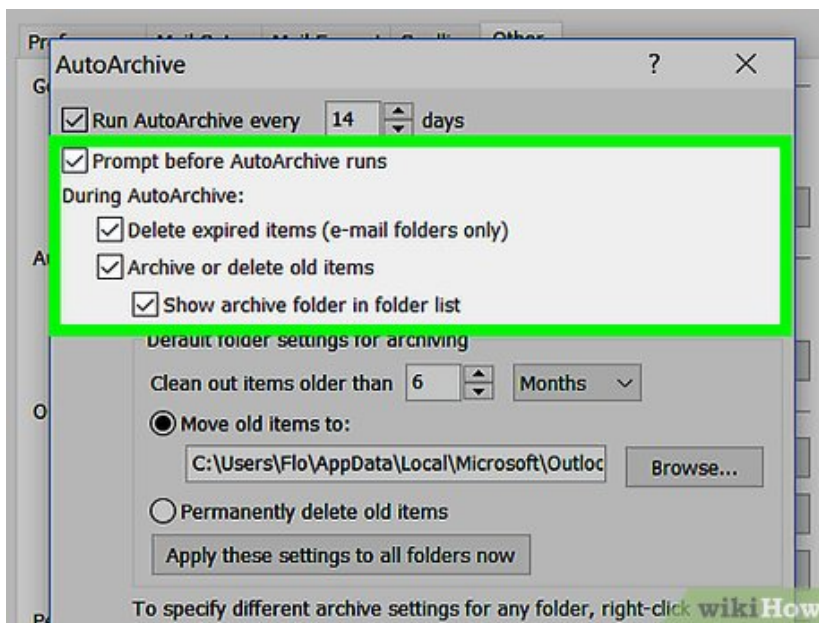 Other
AutoArchive ?
Run AutoArchive every 14 days
Prompt before AutoArchive runs
During AutoArchive:
Delete expired items (e-mail folders only)
Archive or delete old items
Show archive folder in folder list
Default folder settings for archiving
Clean out items older than 6 Months
Move old items to:
C:\Users\Flo\AppData\Local\Microsoft\Outloc Browse...
Permanently delete old items
Apply these settings to all folders now
To specify different archive settings for any folder, right-click
wikiHow